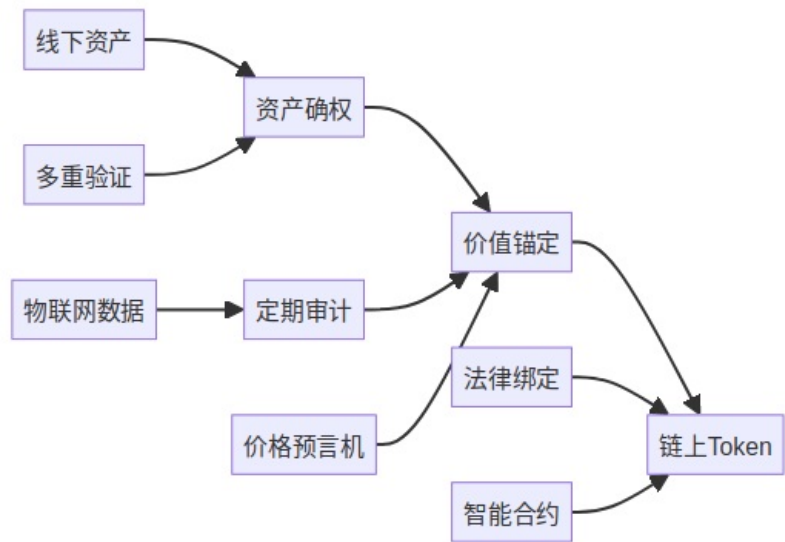 线下资产
资产确权
多重验证
价值锚定
物联网数据
定期审计
法律绑定
价格预言机
链上Token
智能合约